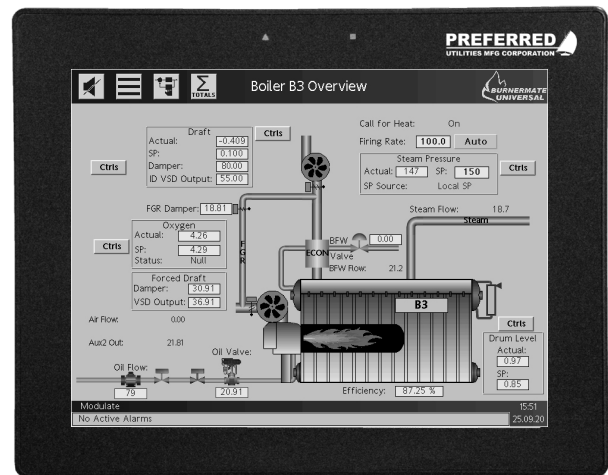 PREFERRED
UTILITIES MFG CORPORATION
TOTALS
Boiler B3 Overview
BURNERMATE
UNIVERSAL
Draft
Actual: -0.409
SP: 0.100
Damper: 80.00
ID VSD Output: 55.00
Ctrls
Ctrls
Call for Heat: On
Firing Rate: 100.0 Auto
Steam Pressure
Actual: 147 SP: 150
SP Source: Local SP
Ctrls
FGR Damper: 18.81
Steam Flow: 18.7
Steam
Oxygen
Actual: 4.26
SP: 4.29
Status: Null
Ctrls
FGR
ECON
BFW 0.00
Valve
BFW Flow: 21.2
Forced Draft
Damper: 30.91
VSD Output: 36.91
B3
Air Flow: 0.00
Aux2 Out: 21.81
Ctrls
Drum Level
Actual:
0.97
SP:
0.85
Oil Flow:
79
Oil Valve:
20.91
Efficiency: 87.25 %
Modulate 15:51
No Active Alarms 25.09.20